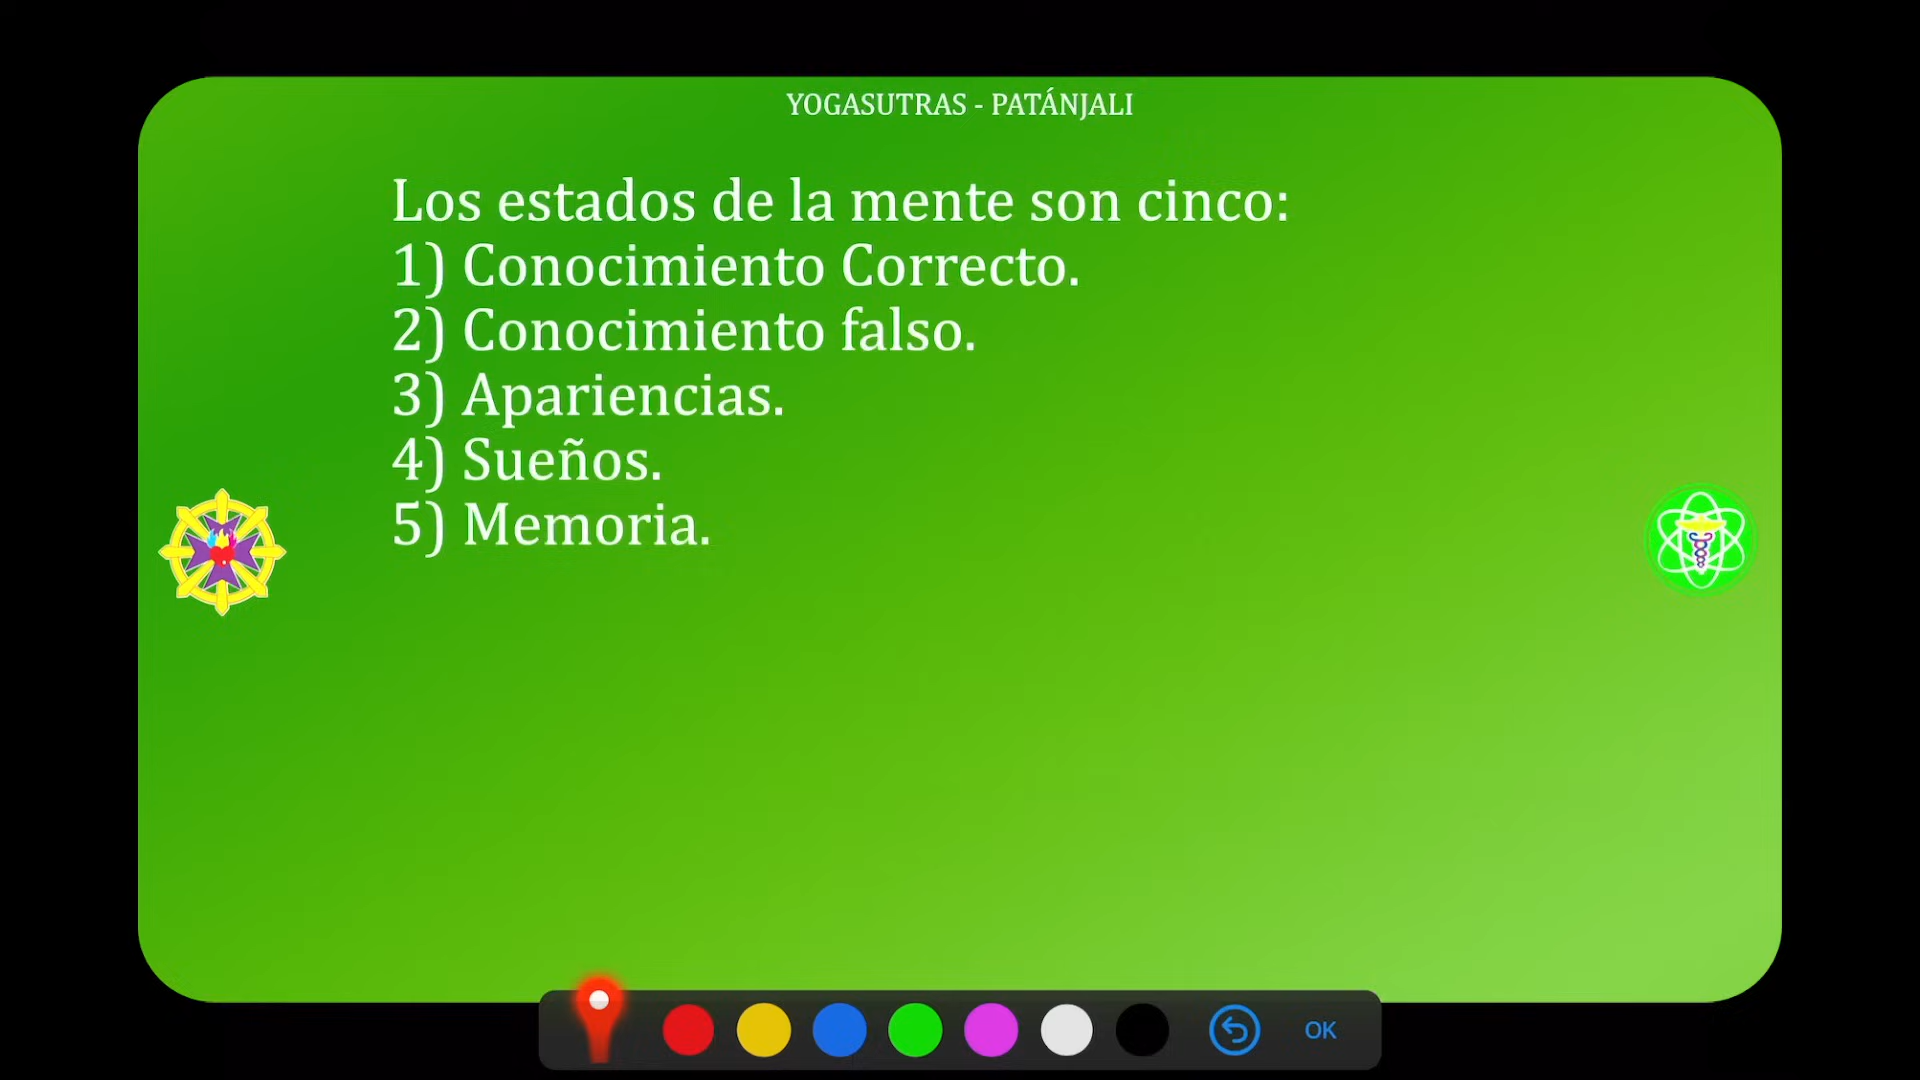 YOGASUTRAS - PATÁNJALI
Los estados de la mente son cinco:
1) Conocimiento Correcto.
2) Conocimiento falso.
3) Apariencias.
4) Sueños.
5) Memoria.
OK